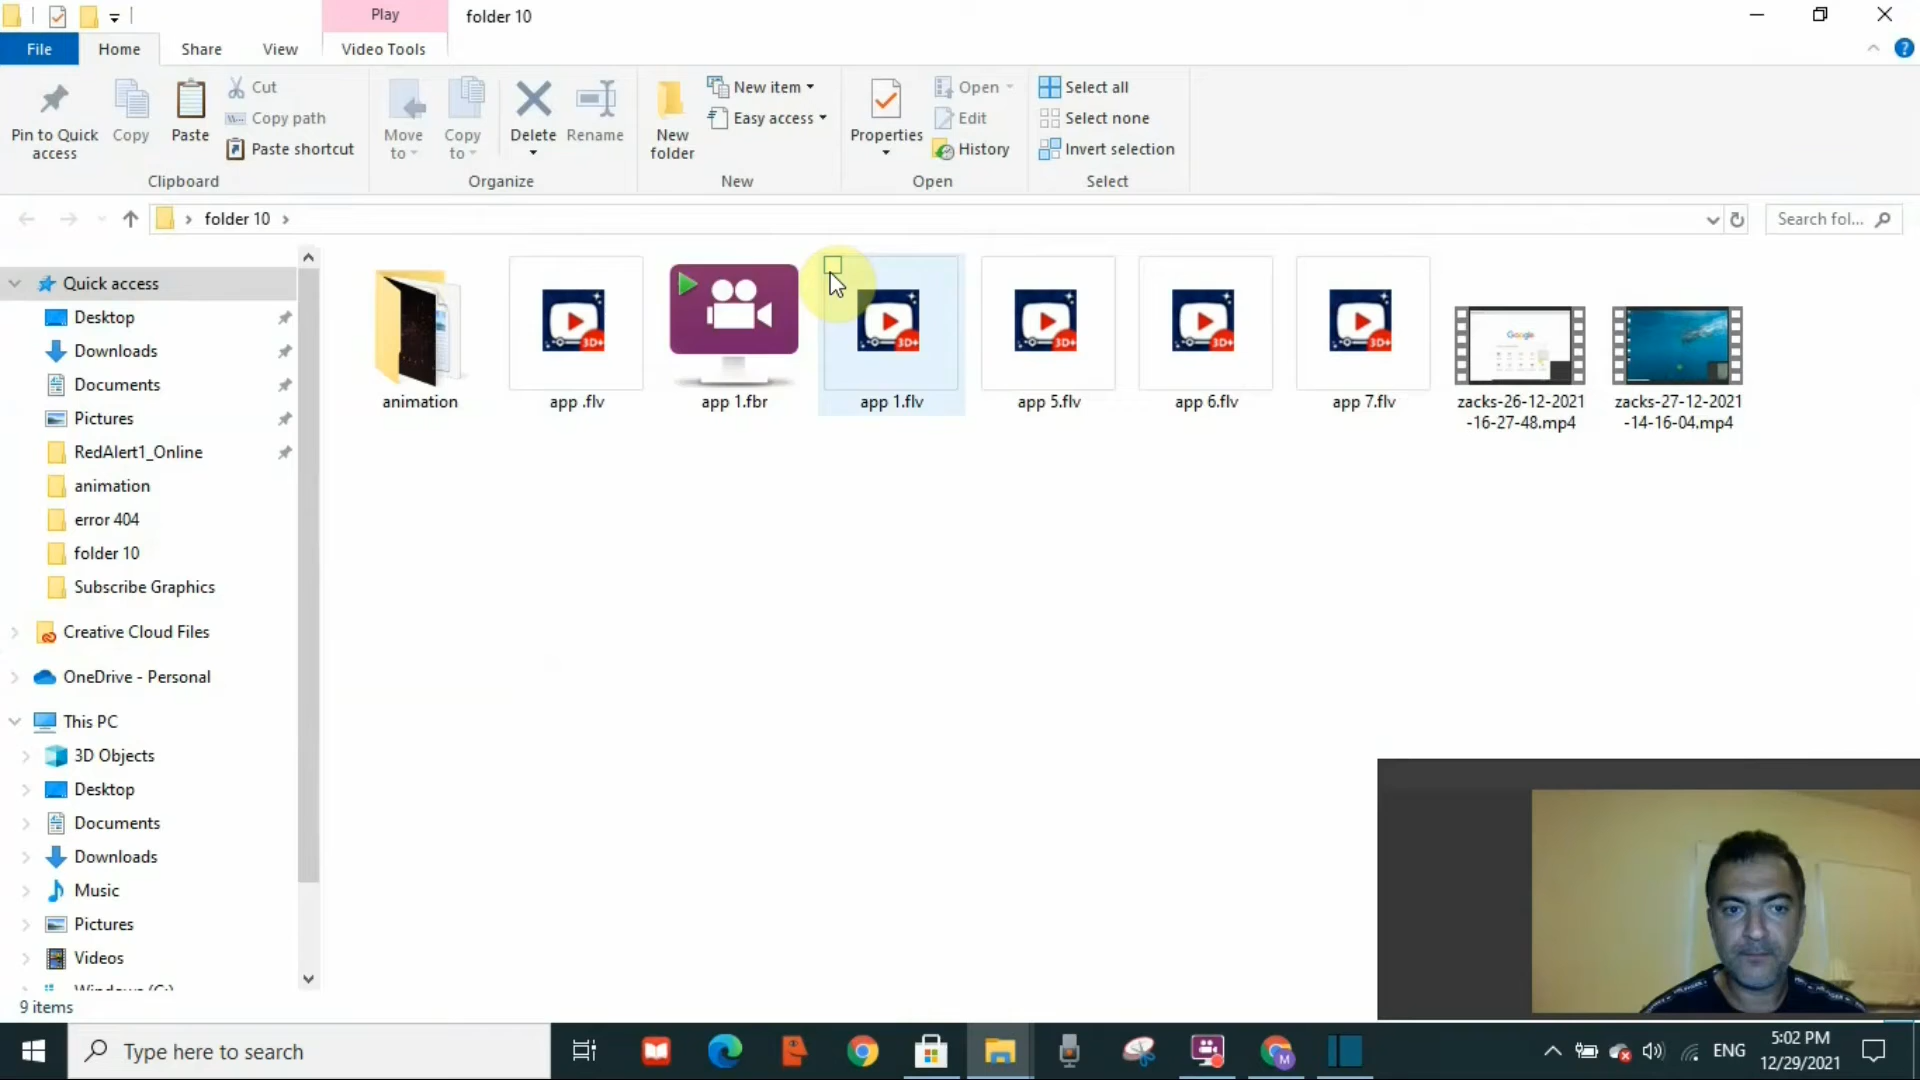 Play
folder 10
File
Home
Share
View
Video Tools
Pin to Quick
access
Copy
Paste
Cut
Copy path
Paste shortcut
Clipboard
Move
to
Copy
to
Delete
Rename
Organize
New
folder
New item
Easy access
New
Properties
Open
Edit
History
Open
Select all
Select none
Invert selection
Select
folder 10
Search fol...
Quick access
Desktop
Downloads
Documents
Pictures
RedAlert1_Online
animation
error 404
folder 10
Subscribe Graphics
Creative Cloud Files
OneDrive - Personal
This PC
3D Objects
Desktop
Documents
Downloads
Music
Pictures
Videos
Windows (C:)
animation
3D+
app .flv
app 1.fbr
3D+
app 1.flv
3D+
app 5.flv
3D+
app 6.flv
3D+
app 7.flv
Google
zacks-26-12-2021
-16-27-48.mp4
zacks-27-12-2021
-14-16-04.mp4
9 items
Type here to search
M
ENG
5:02 PM
12/29/2021